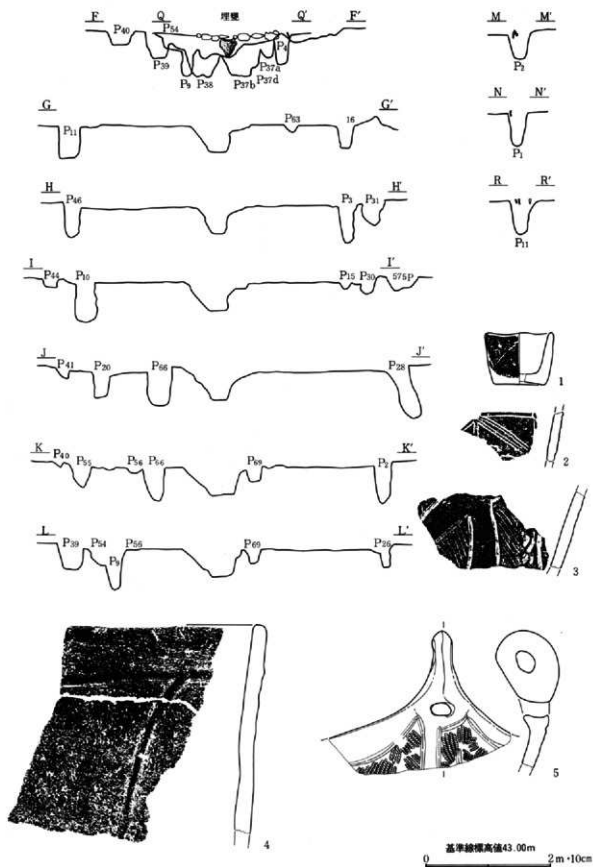 F Q 埋甕 Q′ F′
P40 P54 P4
P39 P9 P38 P37b P37a P37d
M M′
P2
G G′
P11 P63 16
N N′
P1
H H′
P46 P3 P31
R R′
P11
I I′
P44 P10 P15 P30 575P
J J′
P41 P20 P66 P28
1
2
K K′
P40 P55 P56 P66 P69 P2
L L′
P39 P54 P56 P9 P69 P26
3
4
5
基準線標高値43.00m
0 2m・10cm